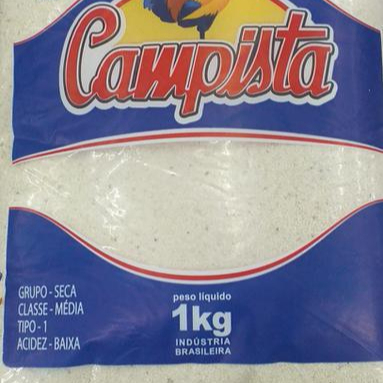 Campista
GRUPO - SECA
CLASSE - MÉDIA
TIPO - 1
ACIDEZ - BAIXA
peso líquido
1kg
INDÚSTRIA
BRASILEIRA